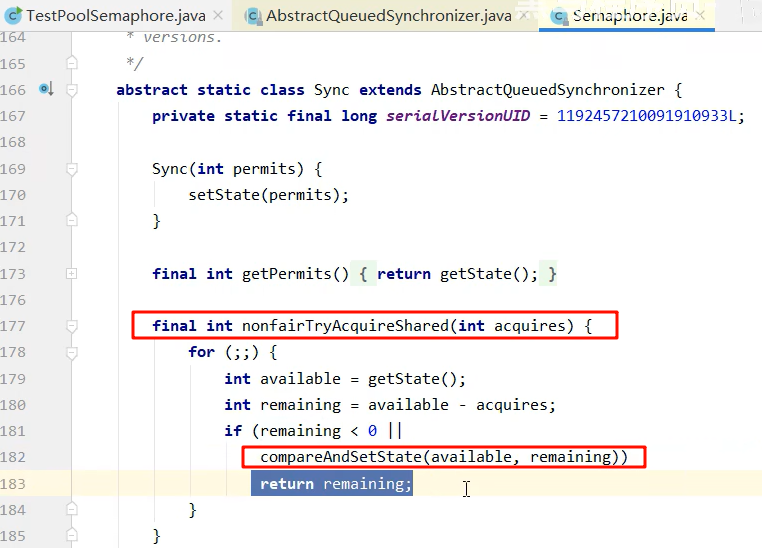 TestPoolSemaphore.java × AbstractQueuedSynchronizer.java × Semaphore.java ×
164 * versions.
165 */
166 abstract static class Sync extends AbstractQueuedSynchronizer {
167 private static final long serialVersionUID = 1192457210091910933L;
168
169 Sync(int permits) {
170 setState(permits);
171 }
172
173 final int getPermits() { return getState(); }
176
177 final int nonfairTryAcquireShared(int acquires) {
178 for (;;) {
179 int available = getState();
180 int remaining = available - acquires;
181 if (remaining < 0 ||
182 compareAndSetState(available, remaining))
183 return remaining;
184 }
185 }